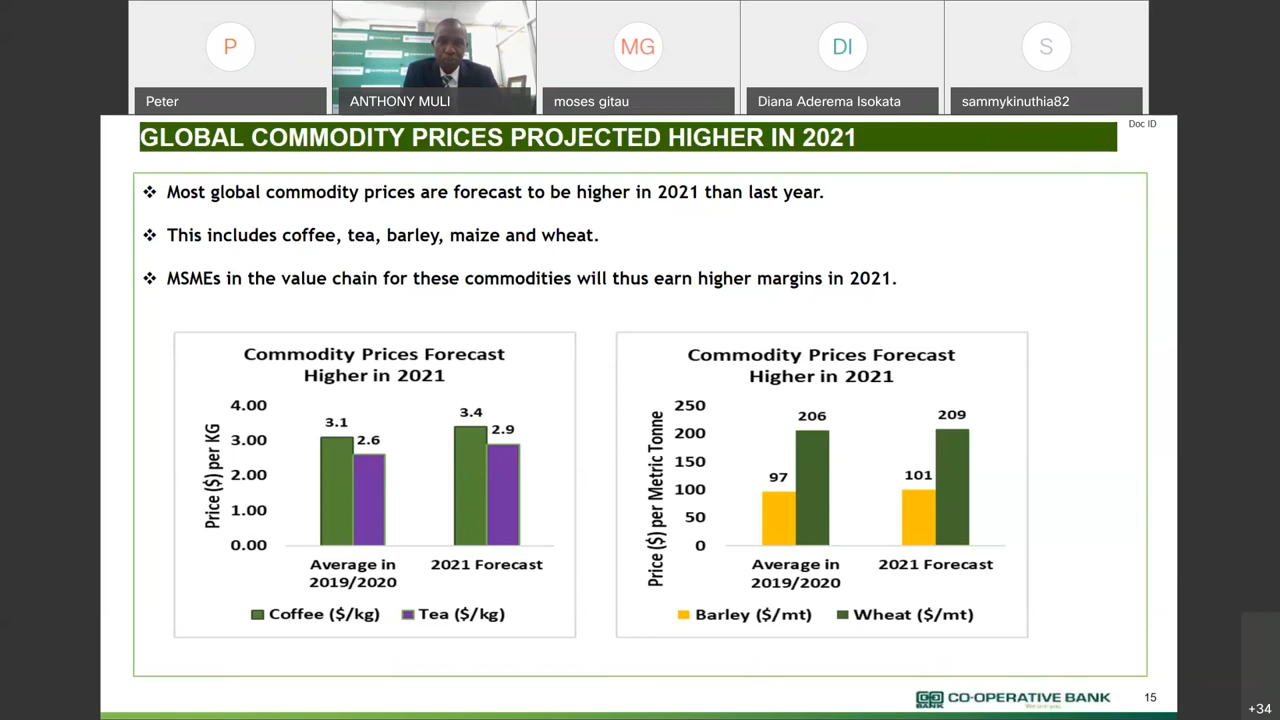 P
MG
DI
S
Peter
ANTHONY MULI
moses gitau
Diana Aderema Isokata
sammykinuthia82
Doc ID
GLOBAL COMMODITY PRICES PROJECTED HIGHER IN 2021
❖ Most global commodity prices are forecast to be higher in 2021 than last year.
❖ This includes coffee, tea, barley, maize and wheat.
❖ MSMEs in the value chain for these commodities will thus earn higher margins in 2021.
Commodity Prices Forecast
Higher in 2021
Price ($) per KG
4.00
3.00
2.00
1.00
0.00
3.1
2.6
3.4
2.9
Average in
2019/2020
2021 Forecast
Coffee ($/kg)
Tea ($/kg)
Commodity Prices Forecast
Higher in 2021
Price ($) per Metric Tonne
250
200
150
100
50
0
97
206
101
209
Average in
2019/2020
2021 Forecast
Barley ($/mt)
Wheat ($/mt)
BANK
CO-OPERATIVE BANK
We are you
15
+34